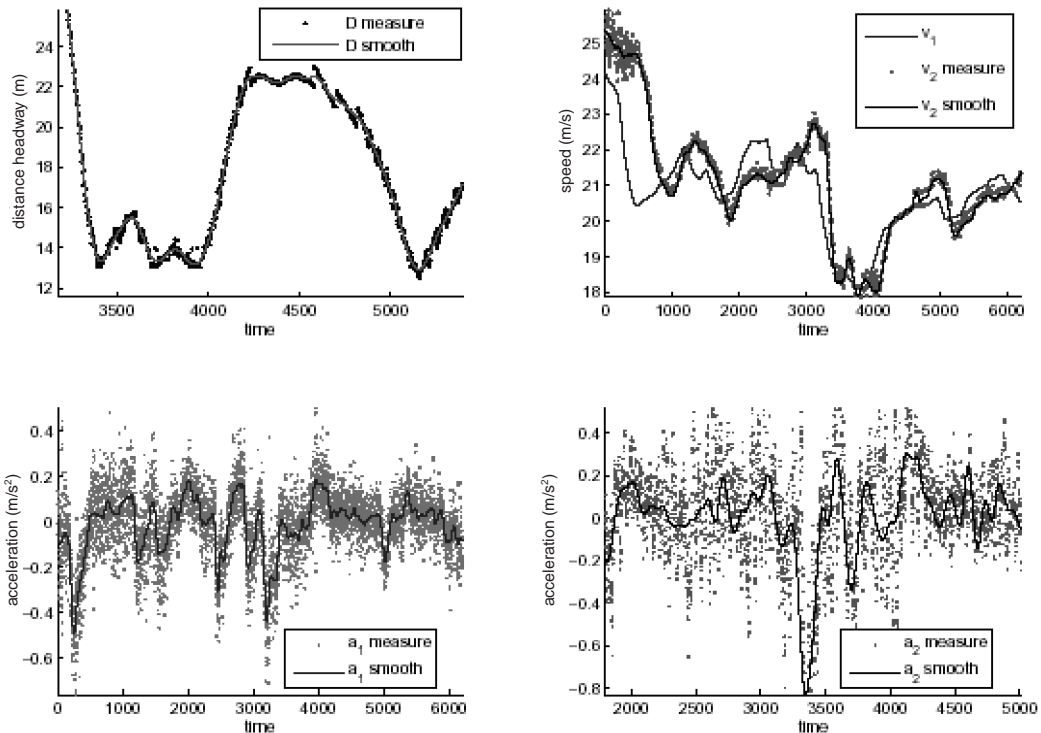 D measure
D smooth
22
20
18
16
14
12
distance headway (m)
3500 4000 4500 5000
time
v1
v2 measure
v2 smooth
25
24
23
22
21
20
19
18
speed (m/s)
0 1000 2000 3000 4000 5000 6000
time
0.4
0.2
0
−0.2
−0.4
−0.6
acceleration (m/s²)
a1 measure
a1 smooth
0 1000 2000 3000 4000 5000 6000
time
0.4
0.2
0
−0.2
−0.4
−0.6
−0.8
acceleration (m/s²)
a2 measure
a2 smooth
2000 2500 3000 3500 4000 4500 5000
time